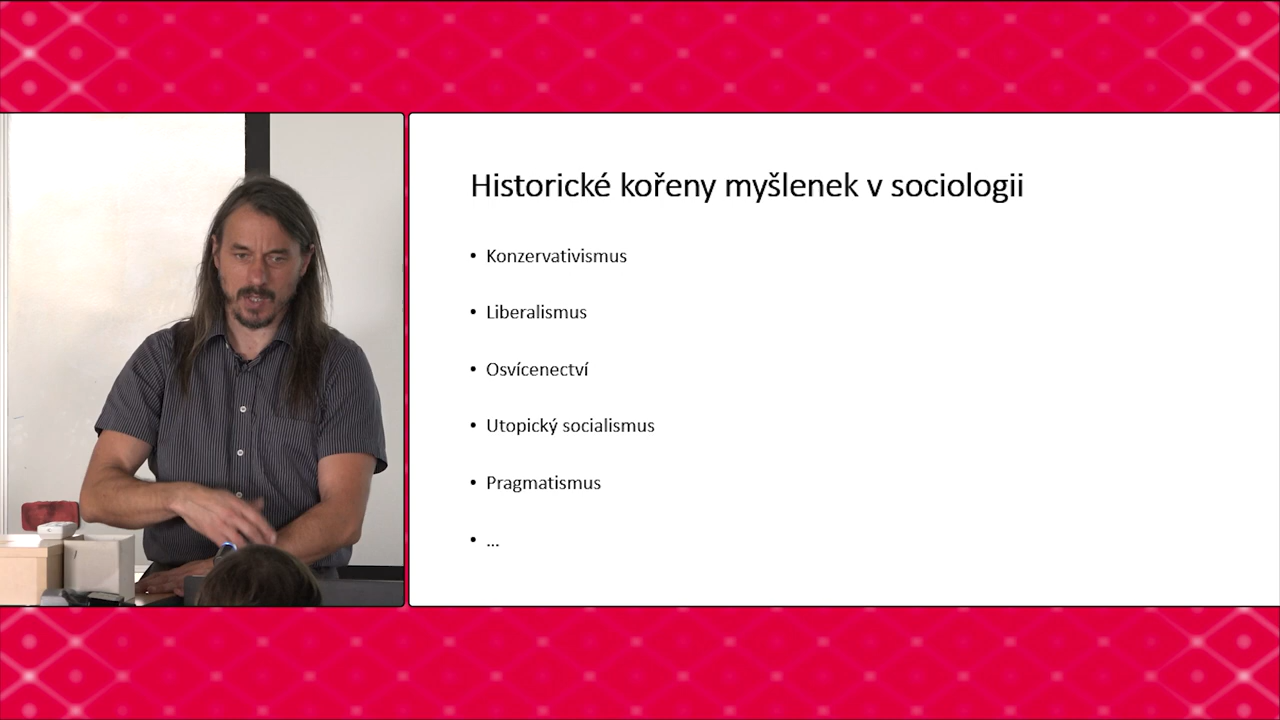 Historické kořeny myšlenek v sociologii
• Konzervativismus
• Liberalismus
• Osvícenectví
• Utopický socialismus
• Pragmatismus
• ...